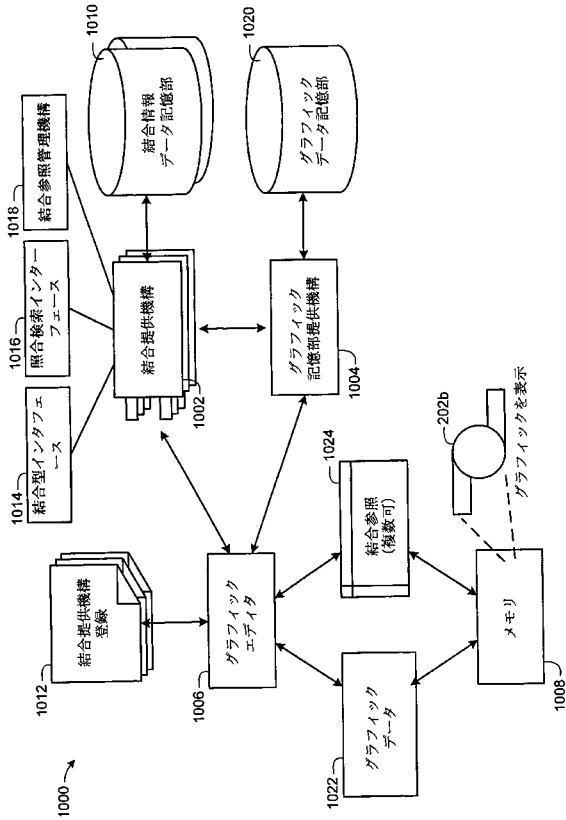 1000
1012
結合提供機構
登録
1014
結合型インタフェ
ース
1016
照合検索インター
フェース
1018
結合参照管理機構
1006
グラフィック
エディタ
1002
結合提供機構
1010
結合情報
データ記憶部
1022
グラフィック
データ
1024
結合参照
(複数可)
1004
グラフィック
記憶部提供機構
1020
グラフィック
データ記憶部
1008
メモリ
202b
グラフィックを表示